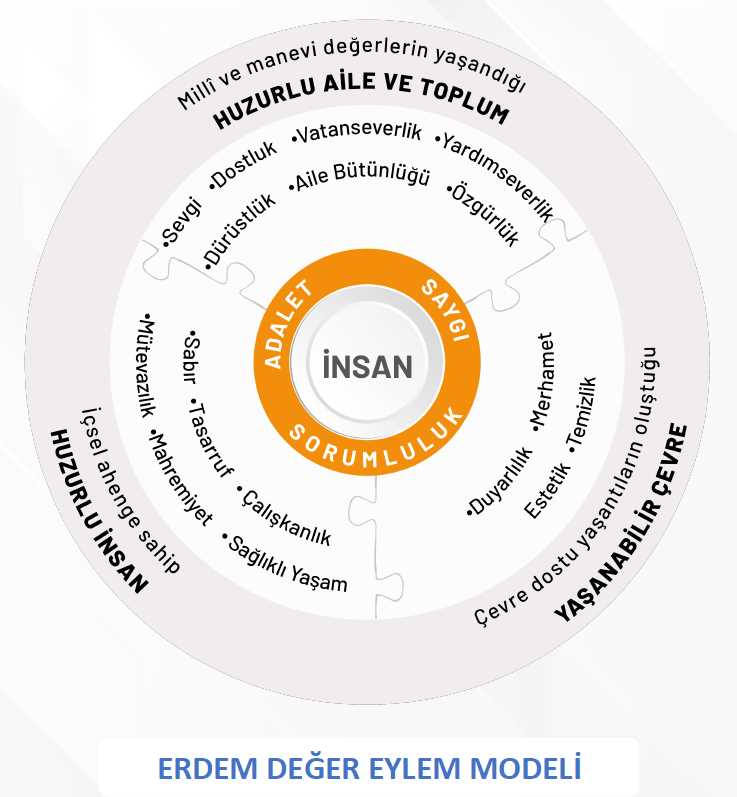 Millî ve manevi değerlerin yaşandığı
HUZURLU AİLE VE TOPLUM
•Sevgi •Dostluk •Vatanseverlik •Yardımseverlik
•Dürüstlük •Aile Bütünlüğü •Özgürlük
ADALET
SAYGI
SORUMLULUK
İNSAN
•Mütevazılık •Mahremiyet •Sağlıklı Yaşam
•Sabır •Tasarruf •Çalışkanlık
İçsel ahenge sahip
HUZURLU İNSAN
•Duyarlılık •Merhamet
Estetik •Temizlik
Çevre dostu yaşantıların oluştuğu
YAŞANABİLİR ÇEVRE
ERDEM DEĞER EYLEM MODELİ